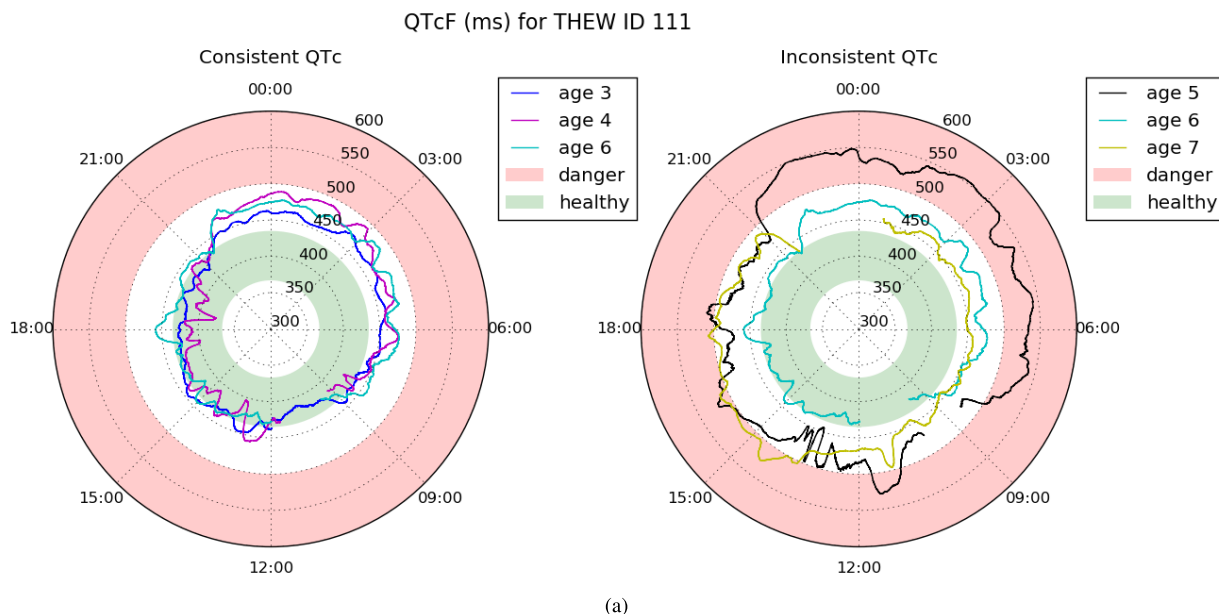 QTcF (ms) for THEW ID 111
Consistent QTc
age 3
age 4
age 6
danger
healthy
00:00
03:00
06:00
09:00
12:00
15:00
18:00
21:00
600
550
500
450
400
350
300
Inconsistent QTc
age 5
age 6
age 7
danger
healthy
00:00
03:00
06:00
09:00
12:00
15:00
18:00
21:00
600
550
500
450
400
350
300
(a)